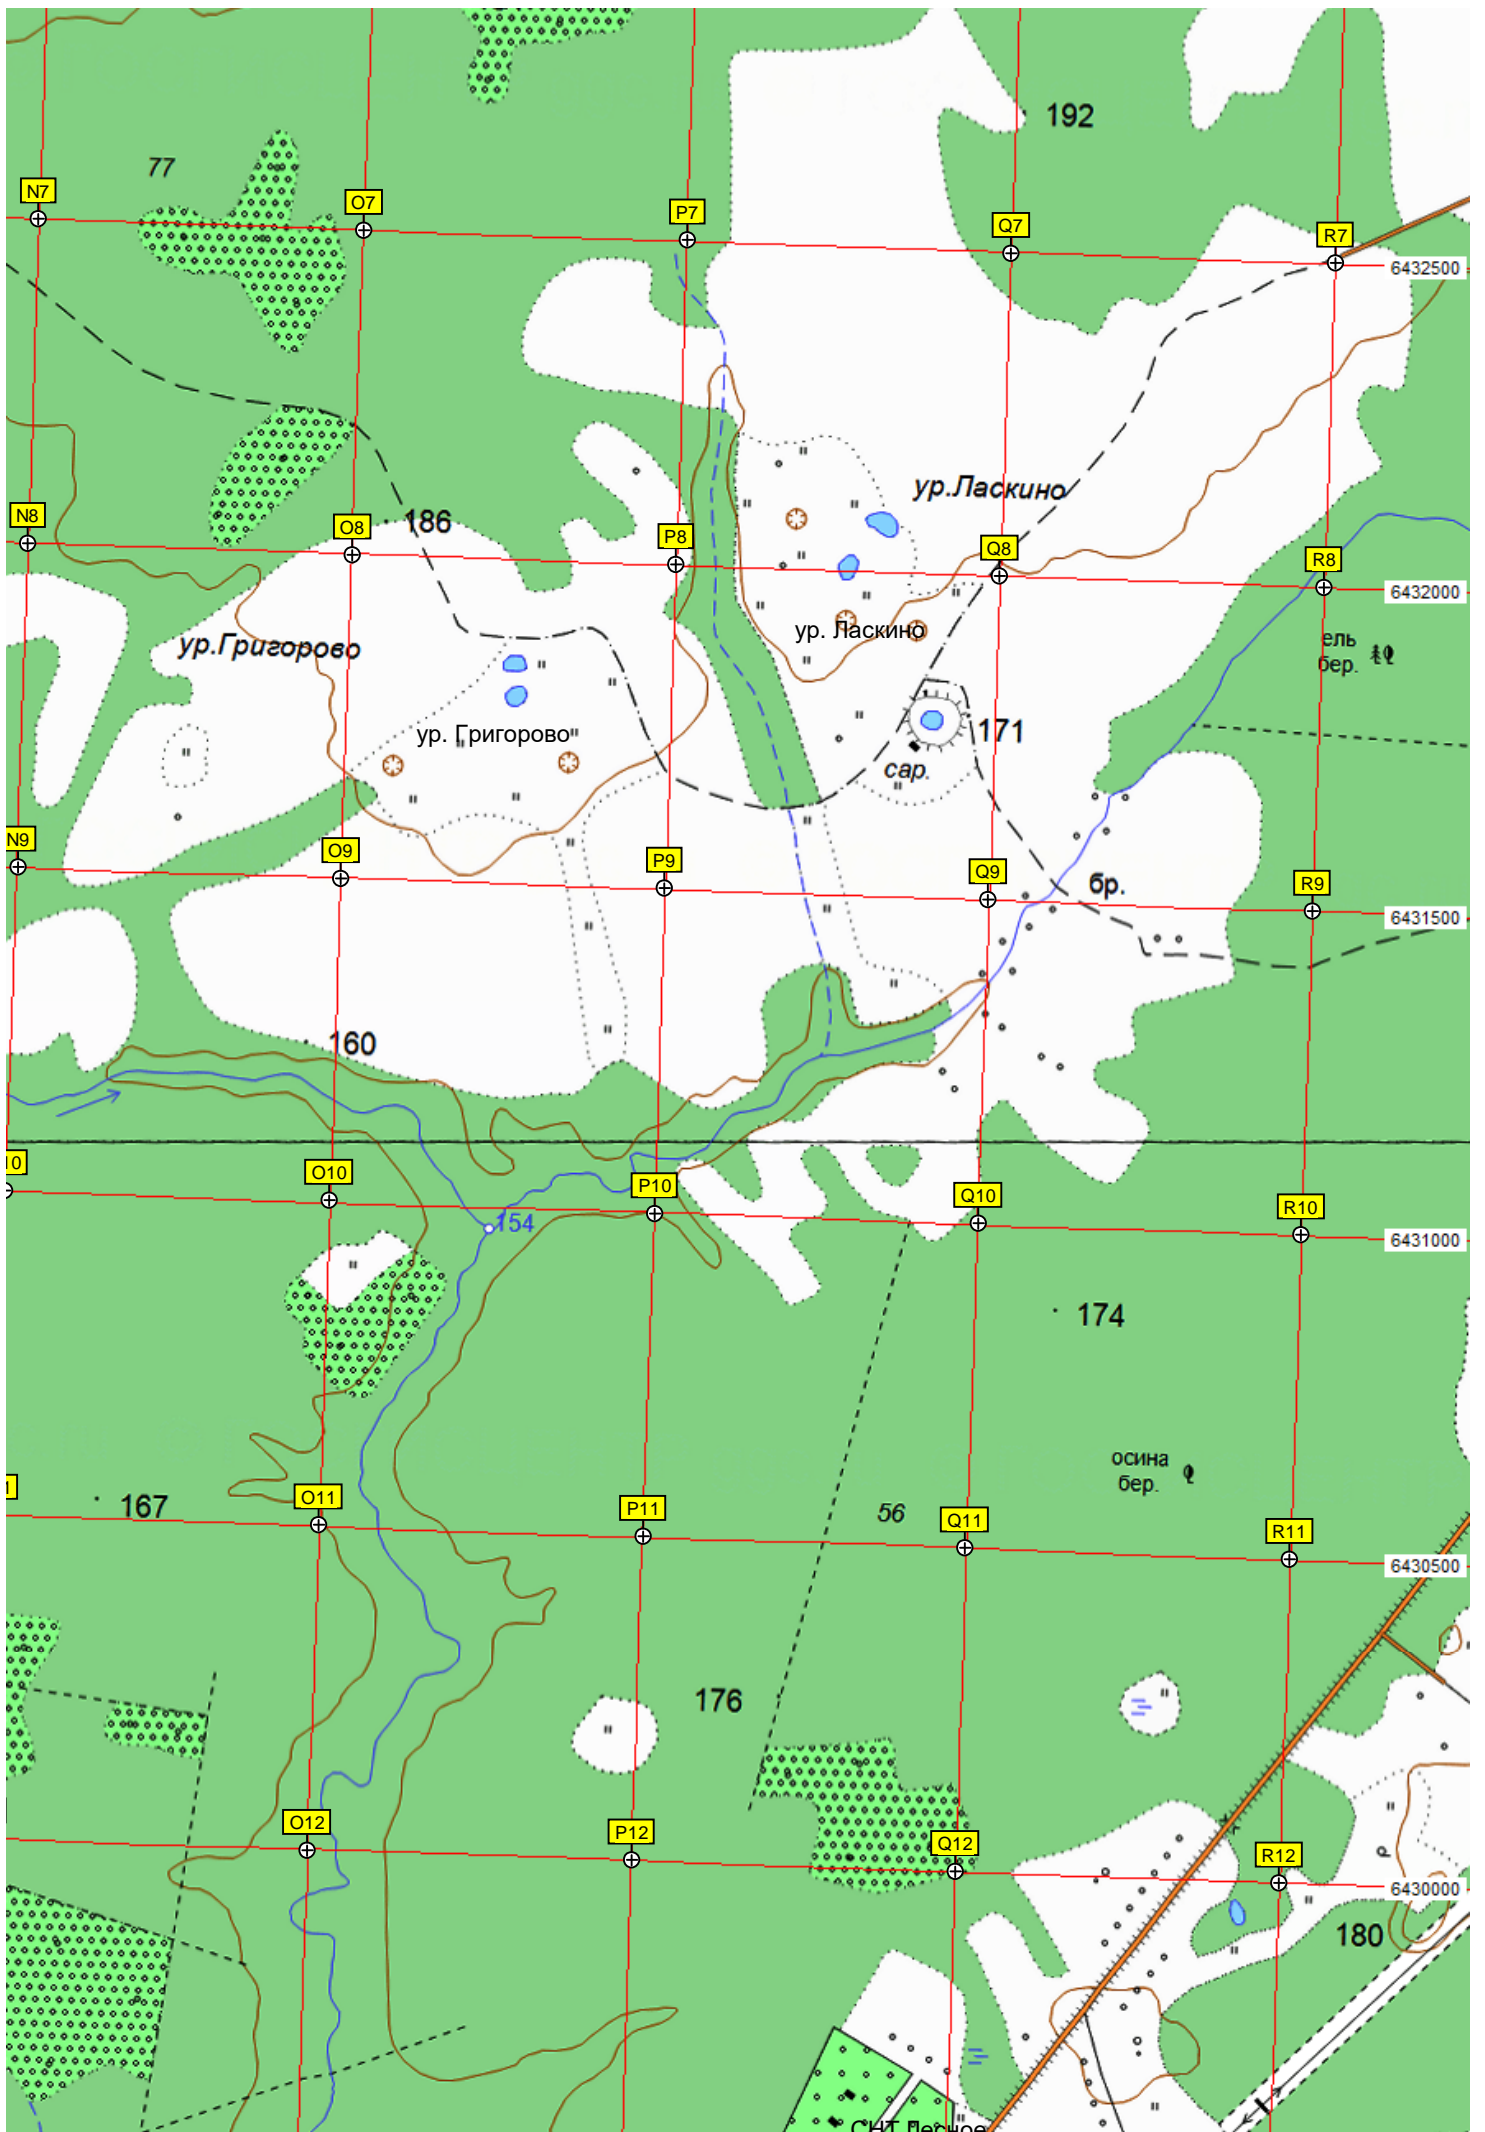 192
77
N7
O7
P7
Q7
R7
6432500
ур.Ласкино
N8
O8
186
P8
Q8
R8
6432000
ур. Ласкино
ель
бер.
ур.Григорово
171
ур. Григорово
сар.
N9
O9
P9
Q9
бр.
R9
6431500
160
10
O10
P10
Q10
R10
154
6431000
174
осина
бер.
167
O11
P11
56
Q11
R11
6430500
176
O12
P12
Q12
R12
6430000
180
СНТ Лесное